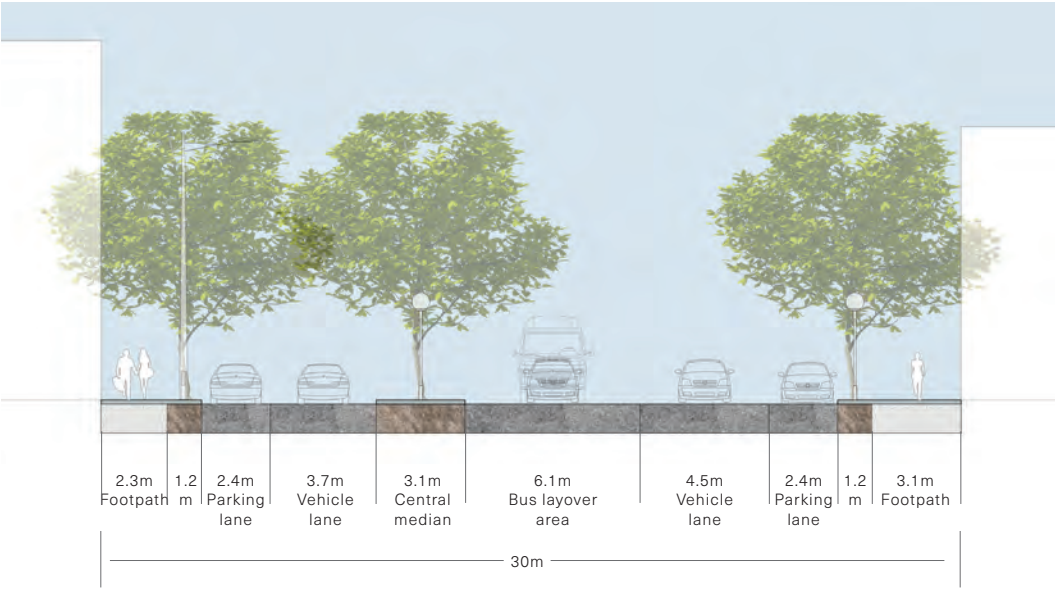 2.3m
Footpath
1.2
m
2.4m
Parking
lane
3.7m
Vehicle
lane
3.1m
Central
median
6.1m
Bus layover
area
4.5m
Vehicle
lane
2.4m
Parking
lane
1.2
m
3.1m
Footpath
30m